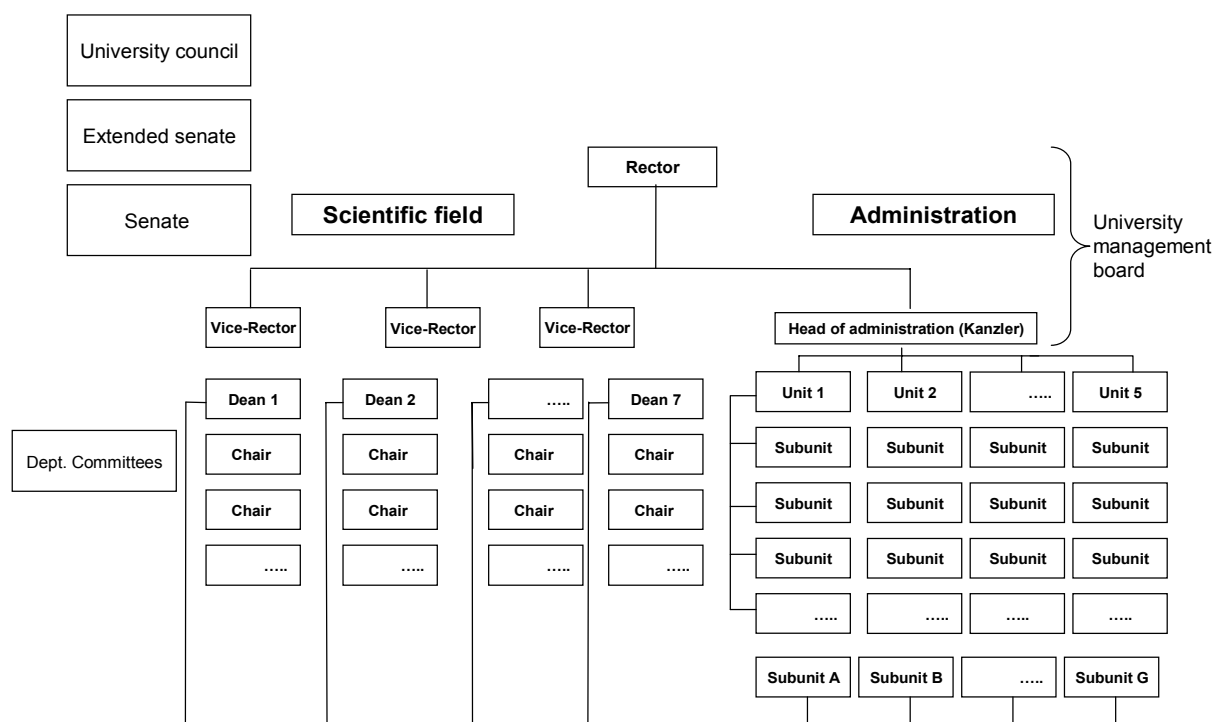 University council
Extended senate
Senate
Rector
Scientific field
Administration
University
management
board
Vice-Rector
Vice-Rector
Vice-Rector
Head of administration (Kanzler)
Dean 1
Dean 2
…..
Dean 7
Unit 1
Unit 2
…..
Unit 5
Dept. Committees
Chair
Chair
Chair
Chair
Subunit
Subunit
Subunit
Subunit
Chair
Chair
Chair
Chair
Subunit
Subunit
Subunit
Subunit
…..
…..
…..
…..
Subunit
Subunit
Subunit
Subunit
…..
…..
…..
…..
Subunit A
Subunit B
…..
Subunit G